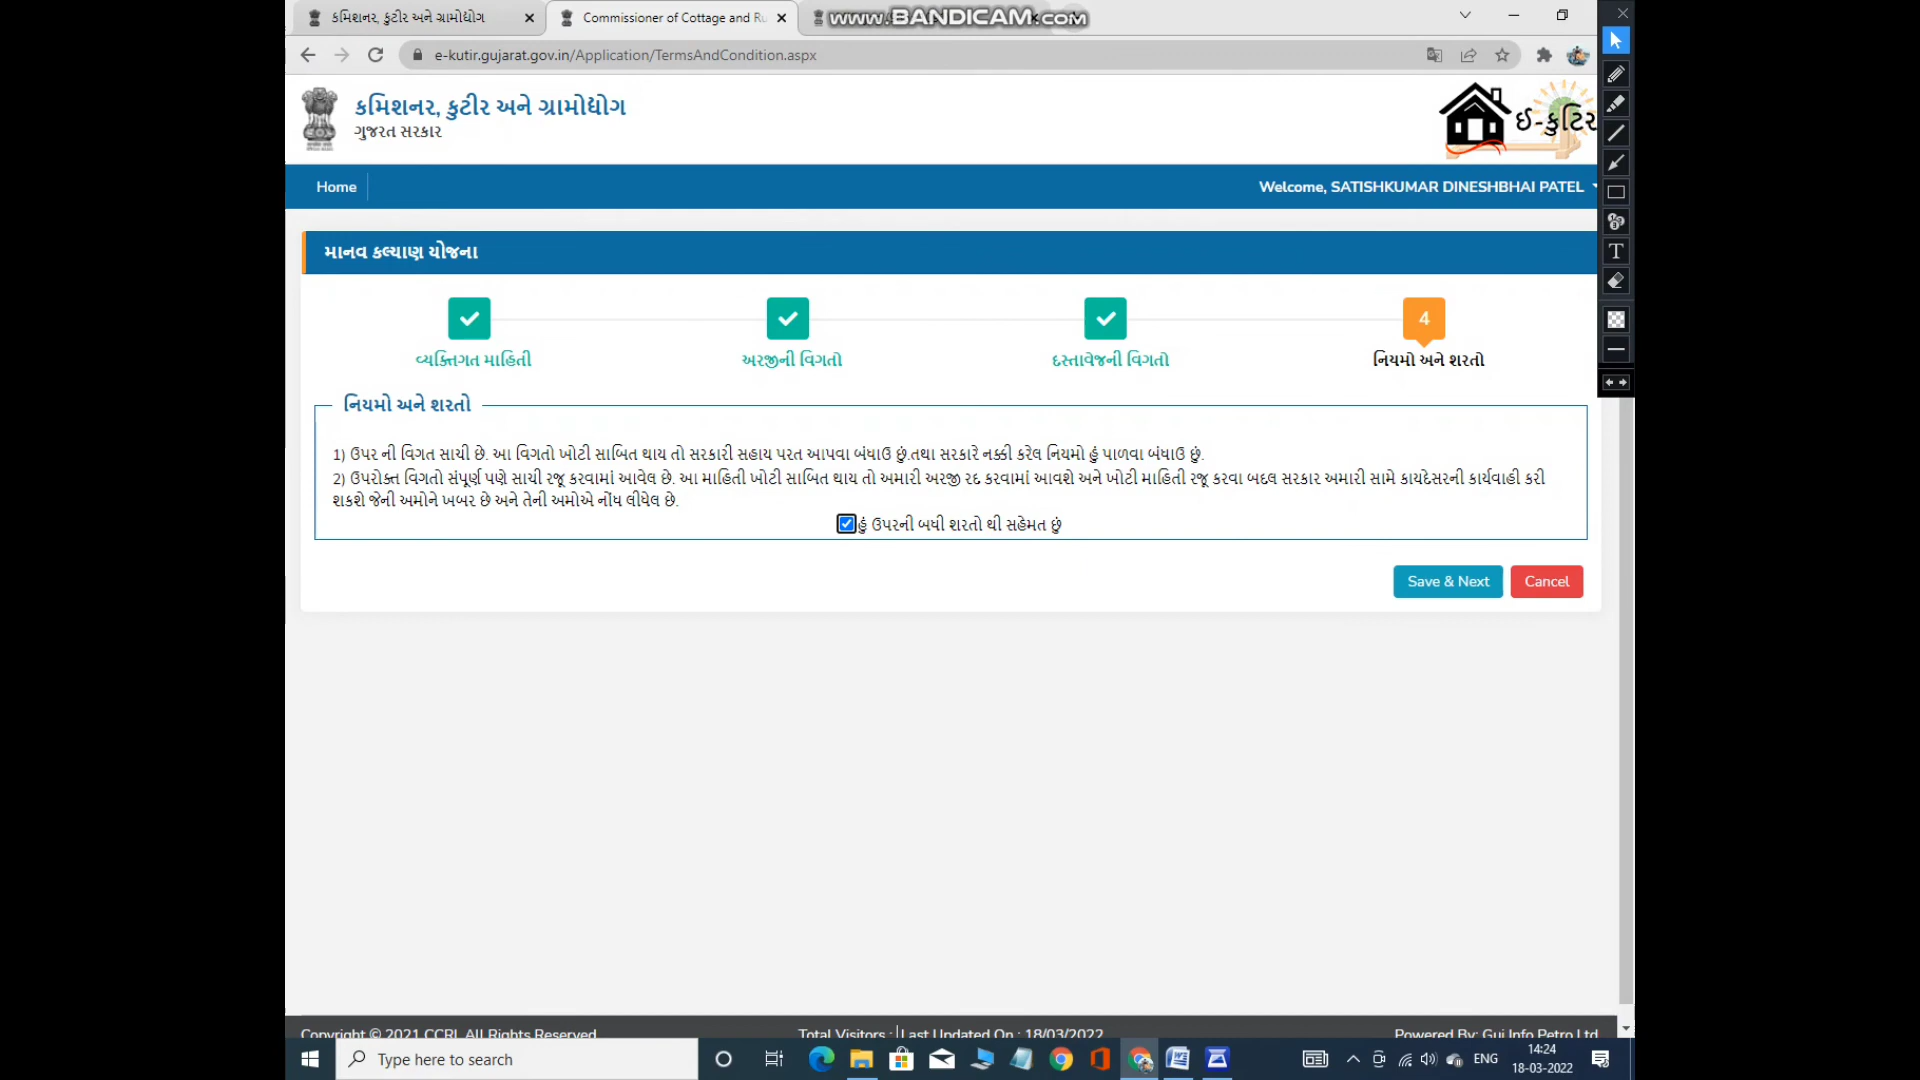 કમિશનર, કુટીર અને ગ્રામોદ્યોગ
Commissioner of Cottage and Ru
www.BANDICAM.com
e-kutir.gujarat.gov.in/Application/TermsAndCondition.aspx
કમિશનર, કુટીર અને ગ્રામોદ્યોગ
ગુજરત સરકાર
ઈ-કુટિર
Home
Welcome, SATISHKUMAR DINESHBHAI PATEL
માનવ કલ્યાણ યોજના
4
વ્યક્તિગત માહિતી
અરજીની વિગતો
દસ્તાવેજની વિગતો
નિયમો અને શરતો
નિયમો અને શરતો
1) ઉપર ની વિગત સાચી છે. આ વિગતો ખોટી સાબિત થાય તો સરકારી સહાય પરત આપવા બંધાઉ છું.તથા સરકારે નક્કી કરેલ નિયમો હું પાળવા બંધાઉ છું.
2) ઉપરોક્ત વિગતો સંપૂર્ણ પણે સાચી રજૂ કરવામાં આવેલ છે. આ માહિતી ખોટી સાબિત થાય તો અમારી અરજી રદ કરવામાં આવશે અને ખોટી માહિતી રજૂ કરવા બદલ સરકાર અમારી સામે કાયદેસરની કાર્યવાહી કરી
શકશે જેની અમોને ખબર છે અને તેની અમોએ નોંધ લીધેલ છે.
હું ઉપરની બધી શરતો થી સહેમત છું
Save & Next
Cancel
Copyright © 2021 CCRI. All Rights Reserved
Total Visitors : Last Updated On : 18/03/2022
Powered By: Guj Info Petro Ltd
Type here to search
ENG
14:24
18-03-2022